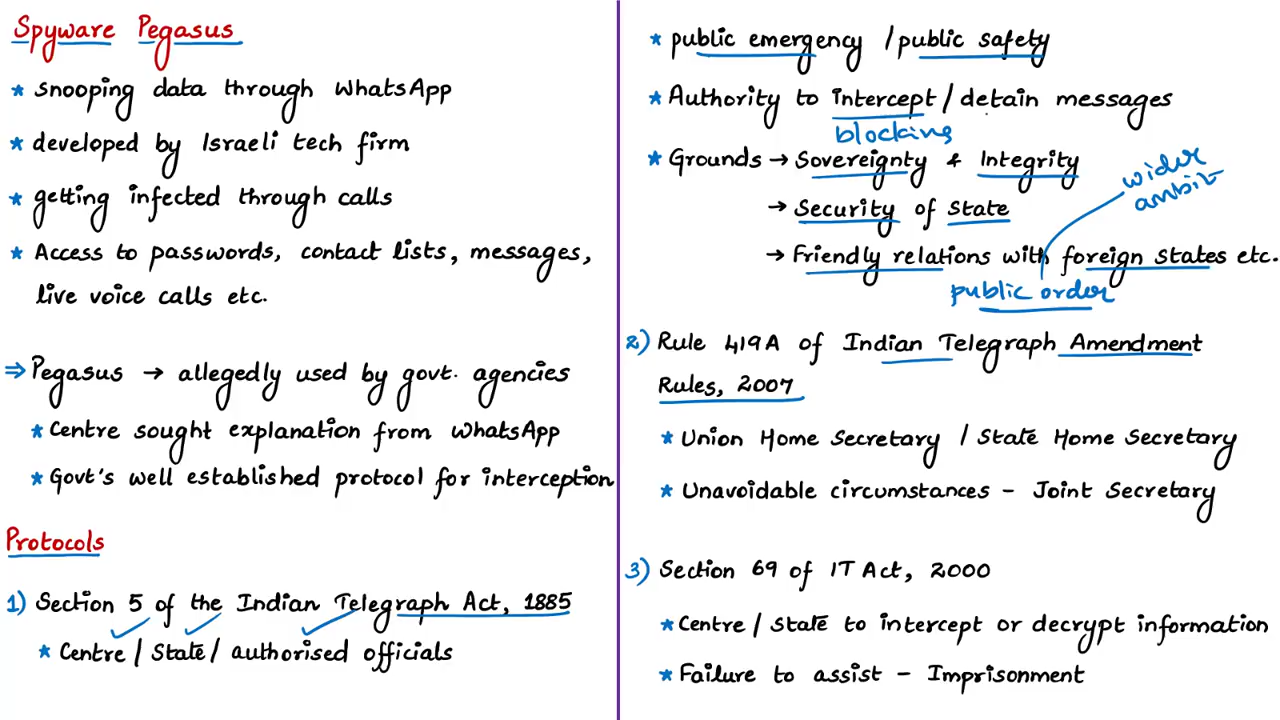 Spyware Pegasus
* snooping data through WhatsApp
* developed by Israeli tech firm
* getting infected through calls
* Access to passwords, contact lists, messages,
live voice calls etc.
⇒ Pegasus → allegedly used by govt. agencies
* Centre sought explanation from WhatsApp
* Govt's well established protocol for interception
Protocols
1) Section 5 of the Indian Telegraph Act, 1885
* Centre / State / authorised officials
* public emergency / public safety
* Authority to intercept / detain messages
blocking
* Grounds → Sovereignty & Integrity
wider
ambit
→ Security of State
→ Friendly relations with foreign states etc.
public order
2) Rule 419A of Indian Telegraph Amendment
Rules, 2007
* Union Home Secretary / State Home Secretary
* Unavoidable circumstances - Joint Secretary
3) Section 69 of IT Act, 2000
* Centre / State to intercept or decrypt information
* Failure to assist - Imprisonment